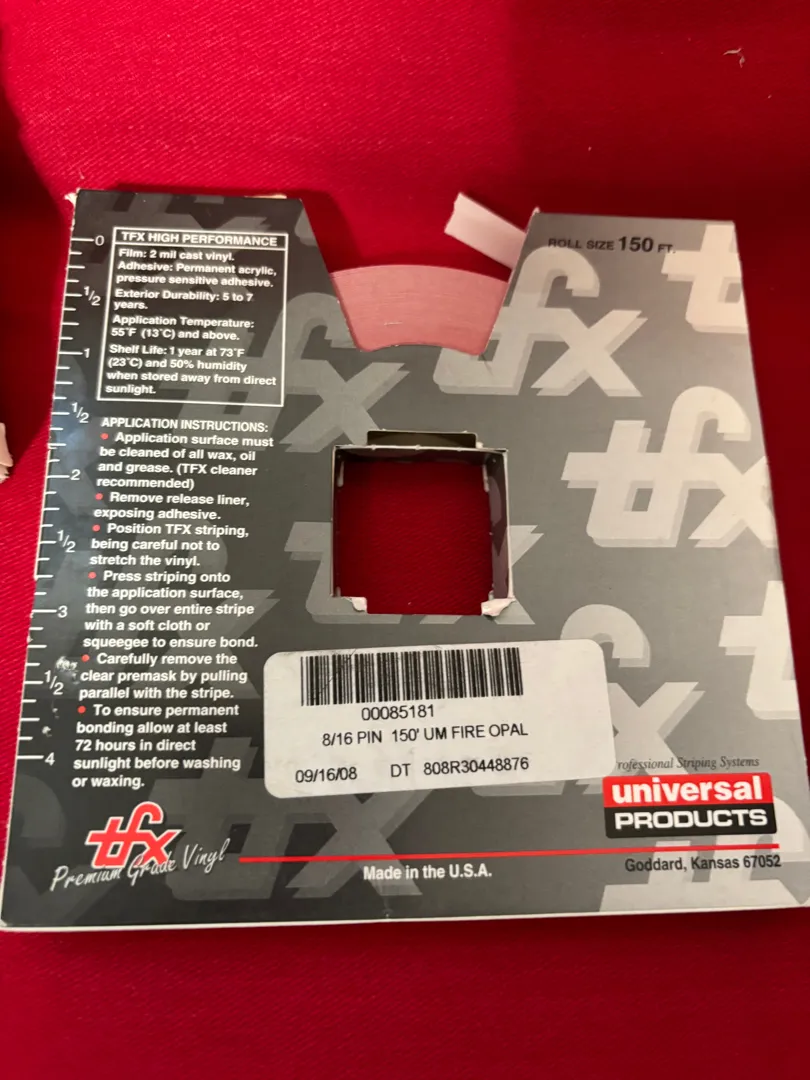 ROLL SIZE 150 FT.
0
1/2
1
1/2
2
1/2
3
1/2
4
TFX HIGH PERFORMANCE
Film: 2 mil cast vinyl.
Adhesive: Permanent acrylic,
pressure sensitive adhesive.
Exterior Durability: 5 to 7
years.
Application Temperature:
55°F (13°C) and above.
Shelf Life: 1 year at 73°F
(23°C) and 50% humidity
when stored away from direct
sunlight.
APPLICATION INSTRUCTIONS:
• Application surface must
be cleaned of all wax, oil
and grease. (TFX cleaner
recommended)
• Remove release liner,
exposing adhesive.
• Position TFX striping,
being careful not to
stretch the vinyl.
• Press striping onto
the application surface,
then go over entire stripe
with a soft cloth or
squeegee to ensure bond.
• Carefully remove the
clear premask by pulling
parallel with the stripe.
• To ensure permanent
bonding allow at least
72 hours in direct
sunlight before washing
or waxing.
tfx
tfx
tfx
tfx
00085181
8/16 PIN 150' UM FIRE OPAL
09/16/08 DT 808R30448876
rofessional Striping Systems
universal
PRODUCTS
tfx
Premium Grade Vinyl
Made in the U.S.A.
Goddard, Kansas 67052